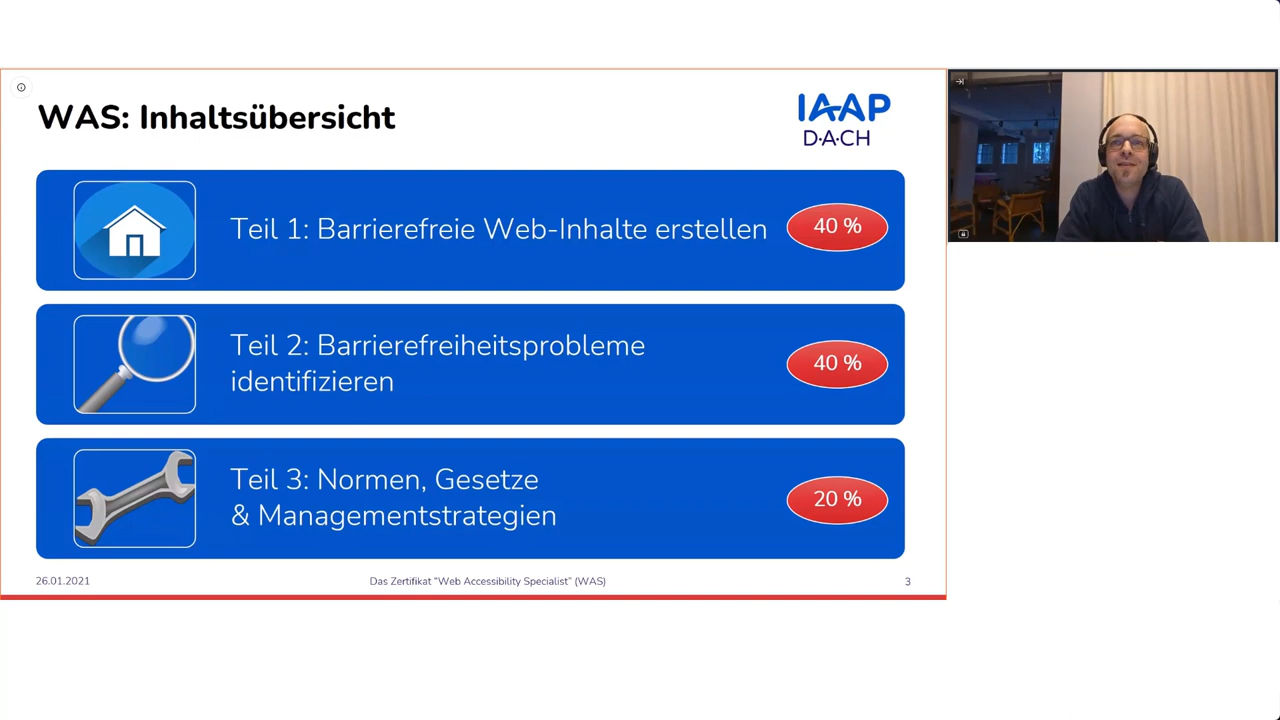 WAS: Inhaltsübersicht
IAAP
D·A·CH
Teil 1: Barrierefreie Web-Inhalte erstellen
40 %
Teil 2: Barrierefreiheitsprobleme
identifizieren
40 %
Teil 3: Normen, Gesetze
& Managementstrategien
20 %
26.01.2021
Das Zertifikat "Web Accessibility Specialist" (WAS)
3